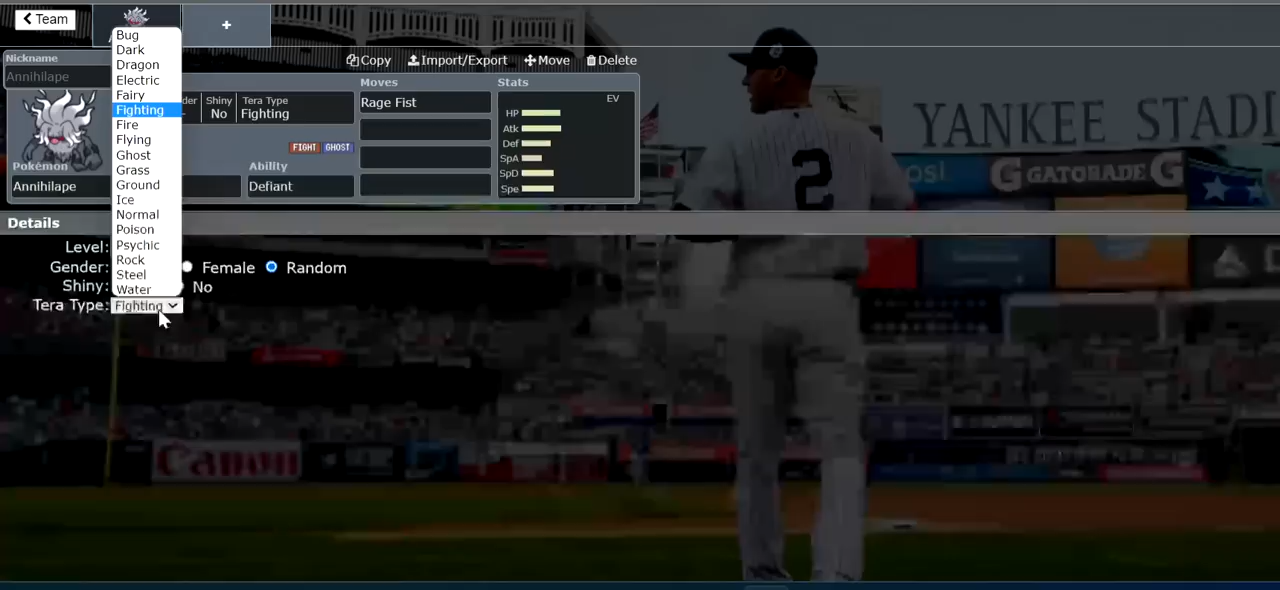 Team
+
Nickname
Annihilape
Copy
Import/Export
Move
Delete
der
Shiny
No
Tera Type
Fighting
FIGHT
GHOST
Pokémon
Annihilape
Ability
Defiant
Moves
Rage Fist
Stats
EV
HP
Atk
Def
SpA
SpD
Spe
Details
Level:
Gender:
Female
Random
Shiny:
No
Tera Type:
Fighting
Bug
Dark
Dragon
Electric
Fairy
Fighting
Fire
Flying
Ghost
Grass
Ground
Ice
Normal
Poison
Psychic
Rock
Steel
Water
YANKEE STAD
2
osl
G GATORADE G
Canon